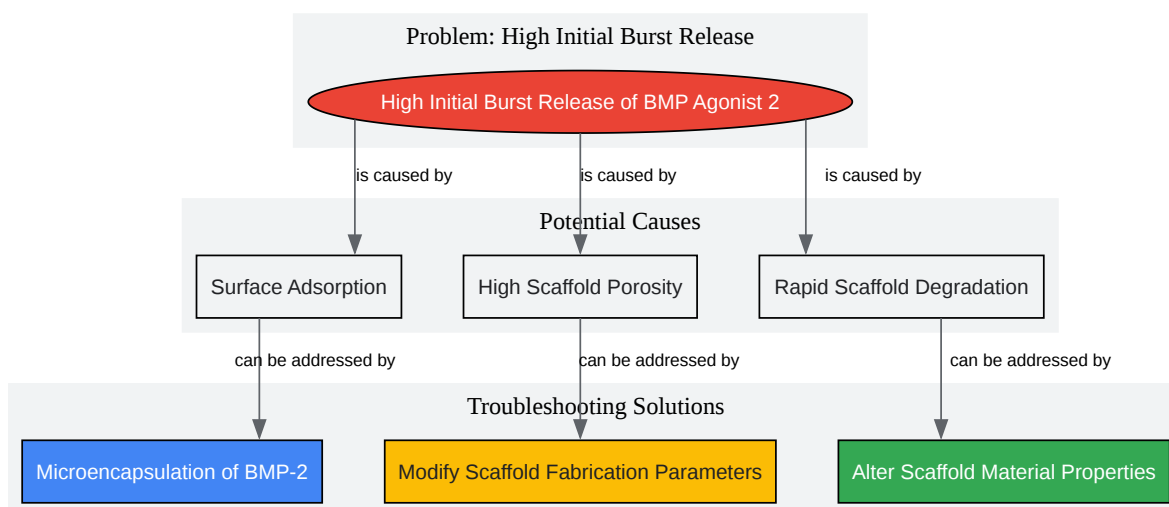 Problem: High Initial Burst Release
High Initial Burst Release of BMP Agonist 2
is caused by
is caused by
is caused by
Potential Causes
Surface Adsorption
High Scaffold Porosity
Rapid Scaffold Degradation
can be addressed by
can be addressed by
can be addressed by
Troubleshooting Solutions
Microencapsulation of BMP-2
Modify Scaffold Fabrication Parameters
Alter Scaffold Material Properties